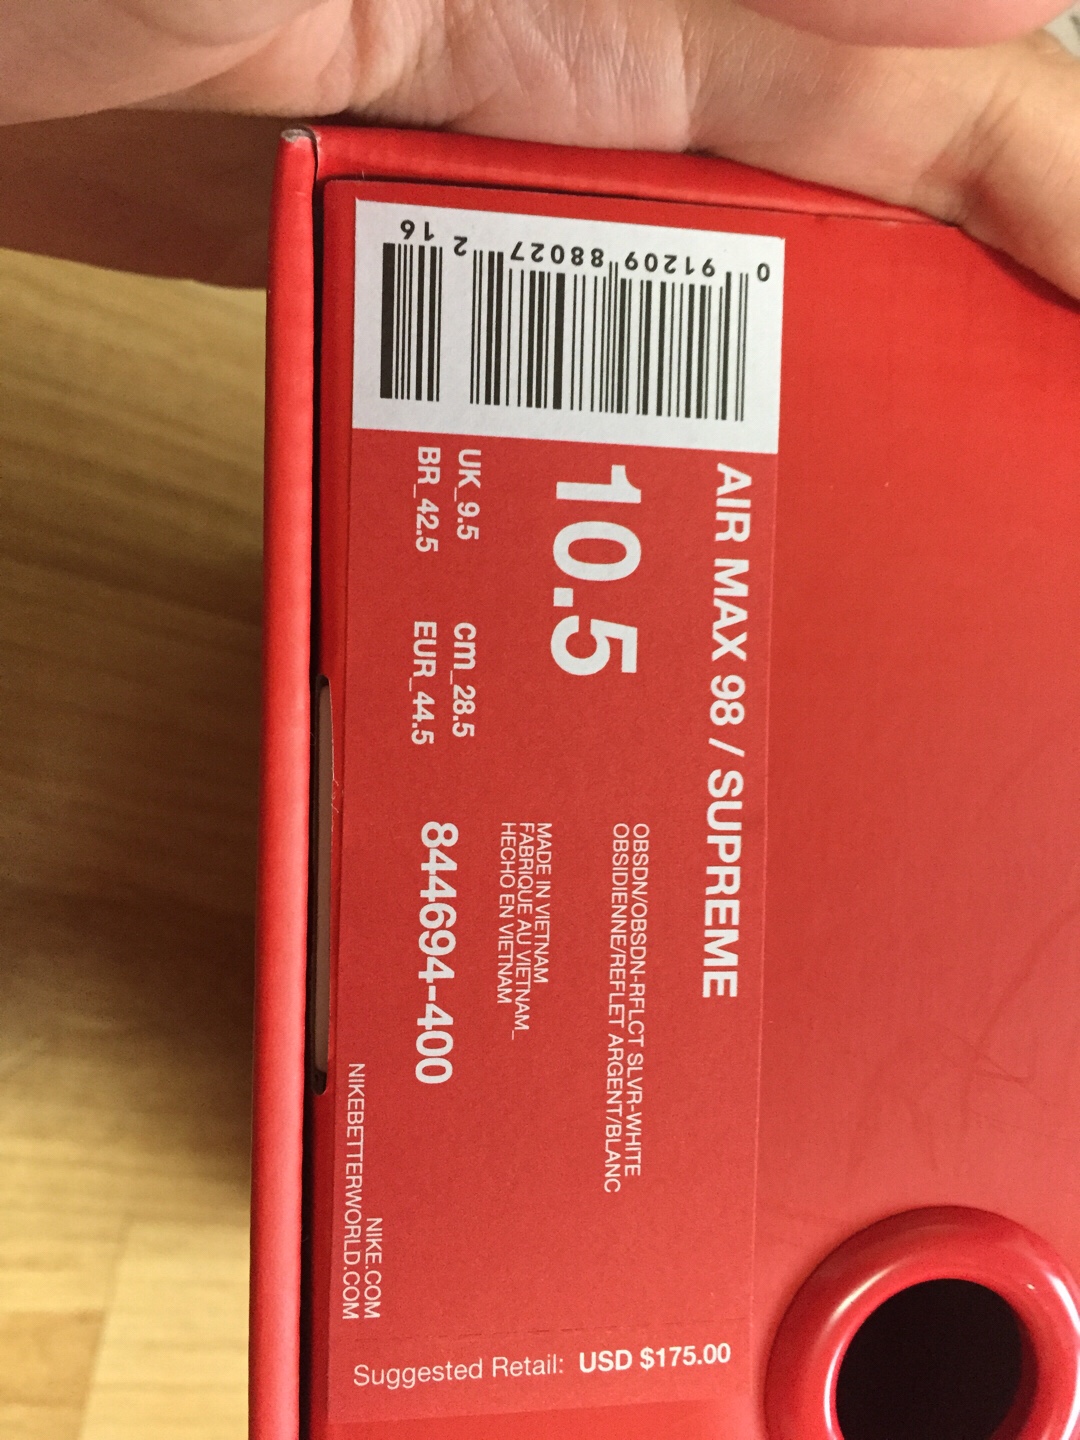 AIR MAX 98 / SUPREME
OBSDN/OBSDN-RFLCT SLVR-WHITE
OBSIDIENNE/REFLET ARGENT/BLANC
10.5
MADE IN VIETNAM
FABRIQUE AU VIETNAM_
HECHO EN VIETNAM
UK_9.5 cm_28.5
BR_42.5 EUR_44.5
844694-400
NIKE.COM
NIKEBETTERWORLD.COM
0 91209 88027 2 16
Suggested Retail: USD $175.00